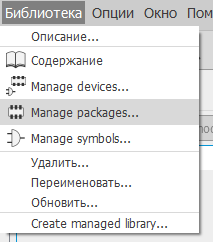 Библиотека Опции Окно Пом
Описание...
Содержание
Manage devices...
Manage packages...
Manage symbols...
Удалить...
Переименовать...
Обновить...
Create managed library...